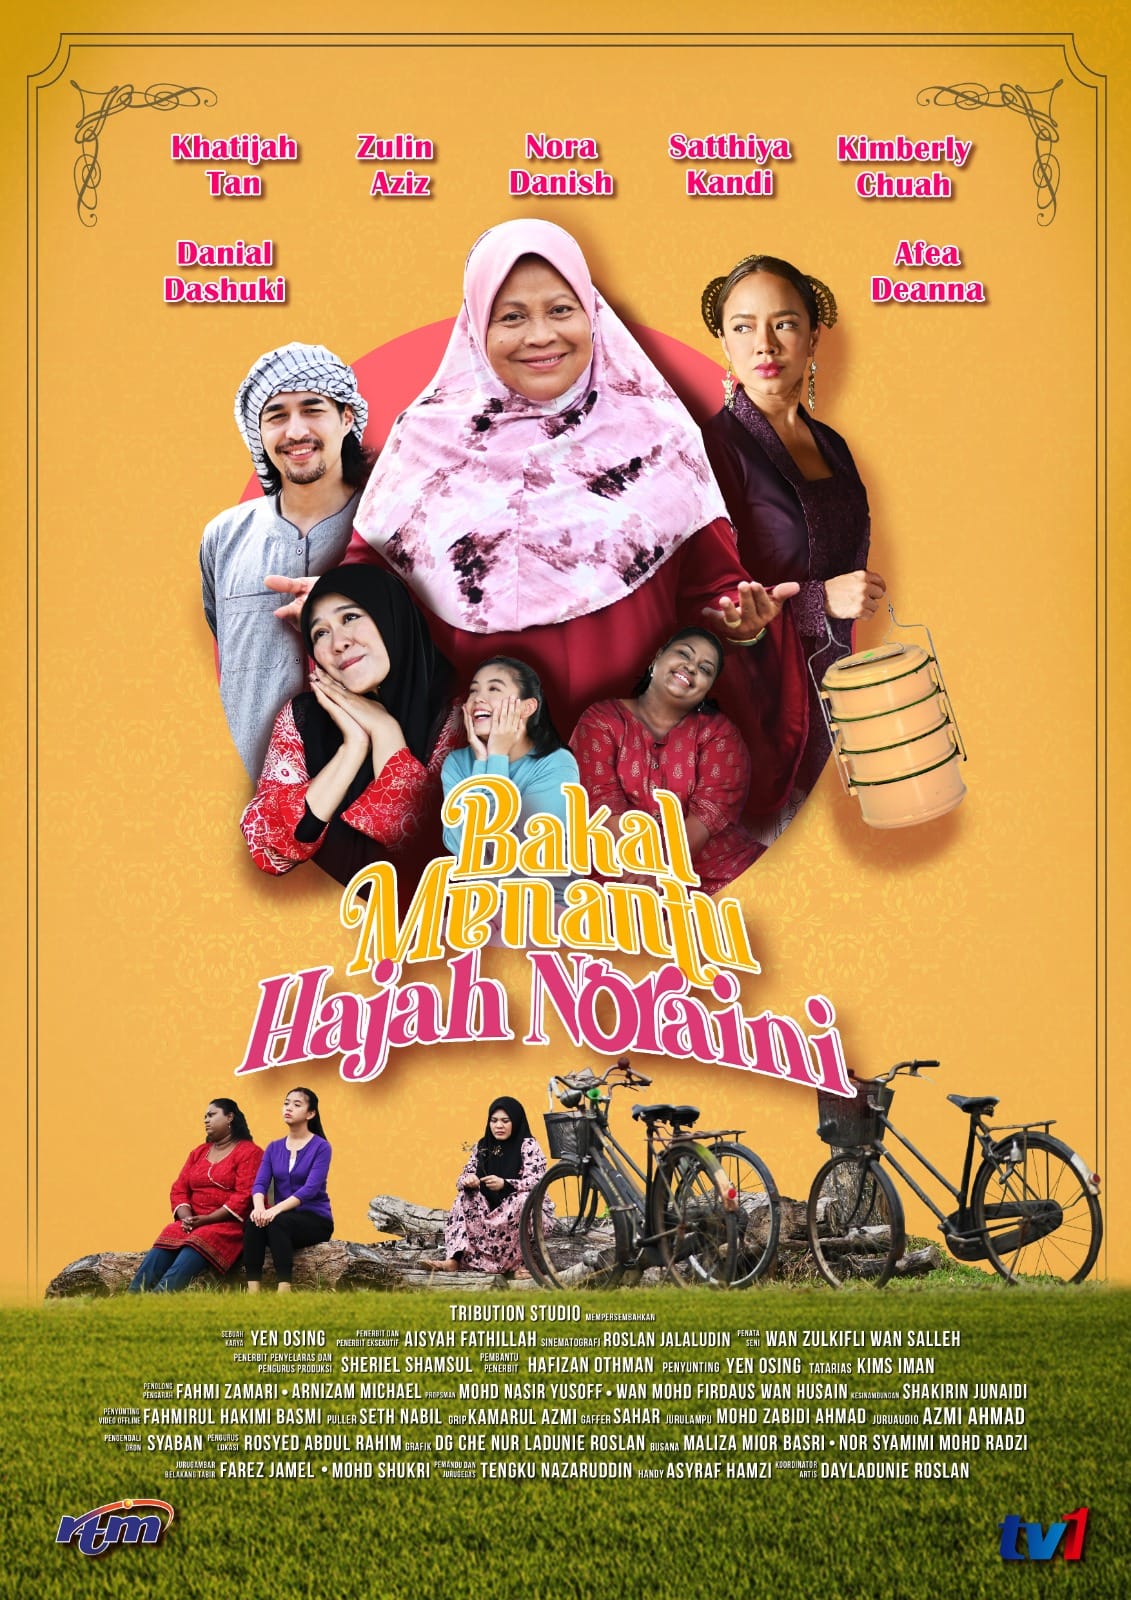 Khatijah Tan
Zulin Aziz
Nora Danish
Satthiya Kandi
Kimberly Chuah
Danial Dashuki
Afea Deanna
Bakal
Menantu
Hajah Noraini
TRIBUTION STUDIO MEMPERSEMBAHKAN
SEBUAH KARYA YEN OSING PENERBIT DAN PENERBIT EKSEKUTIF AISYAH FATHILLAH SINEMATOGRAFI ROSLAN JALALUDIN PENATA SENI WAN ZULKIFLI WAN SALLEH
PENERBIT PENYELARAS DAN PENGURUS PRODUKSI SHERIEL SHAMSUL PEMBANTU PENERBIT HAFIZAN OTHMAN PENYUNTING YEN OSING TATARIAS KIMS IMAN
PENOLONG PENGARAH FAHMI ZAMARI • ARNIZAM MICHAEL PROPSMAN MOHD NASIR YUSOFF • WAN MOHD FIRDAUS WAN HUSAIN KESINAMBUNGAN SHAKIRIN JUNAIDI
PENYUNTING VIDEO OFFLINE FAHMIRUL HAKIMI BASMI PULLER SETH NABIL GRIP KAMARUL AZMI GAFFER SAHAR JURULAMPU MOHD ZABIDI AHMAD JURUAUDIO AZMI AHMAD
PENGENDALI DRON SYABAN PENGURUS LOKASI ROSYED ABDUL RAHIM GRAFIK DG CHE NUR LADUNIE ROSLAN BUSANA MALIZA MIOR BASRI • NOR SYAMIMI MOHD RADZI
JURUGAMBAR BELAKANG TABIR FAREZ JAMEL • MOHD SHUKRI PEMANDU DAN JURUGEGAS TENGKU NAZARUDDIN HANDY ASYRAF HAMZI KOORDINATOR ARTIS DAYLADUNIE ROSLAN
rtm
tv1